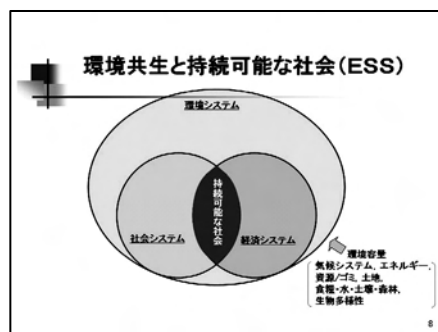 環境共生と持続可能な社会(ESS)
環境システム
持続可能な社会
社会システム
経済システム
環境容量
気候システム、エネルギー、
資源/ゴミ、土地、
食糧・水・土壌・森林、
生物多様性
8